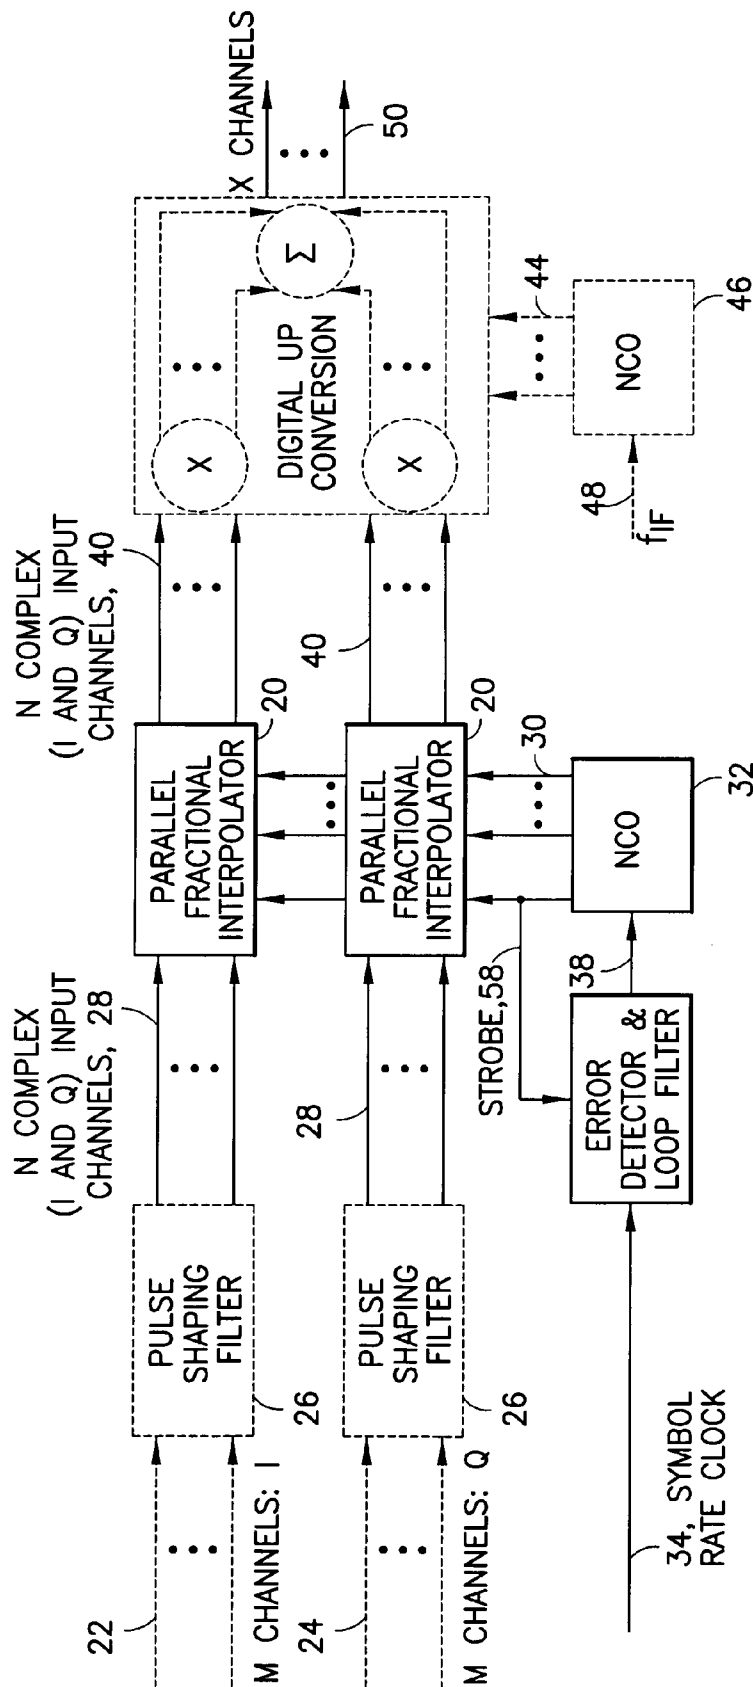 N COMPLEX
(I AND Q) INPUT
CHANNELS, 28
N COMPLEX
(I AND Q) INPUT
CHANNELS, 40
X CHANNELS
22
M CHANNELS: I
PULSE
SHAPING
FILTER
26
PARALLEL
FRACTIONAL
INTERPOLATOR
20
X
DIGITAL UP
CONVERSION
Σ
50
24
M CHANNELS: Q
PULSE
SHAPING
FILTER
26
28
PARALLEL
FRACTIONAL
INTERPOLATOR
20
40
X
STROBE,58
30
44
34, SYMBOL
RATE CLOCK
ERROR
DETECTOR &
LOOP FILTER
38
NCO
32
48
fIF
NCO
46